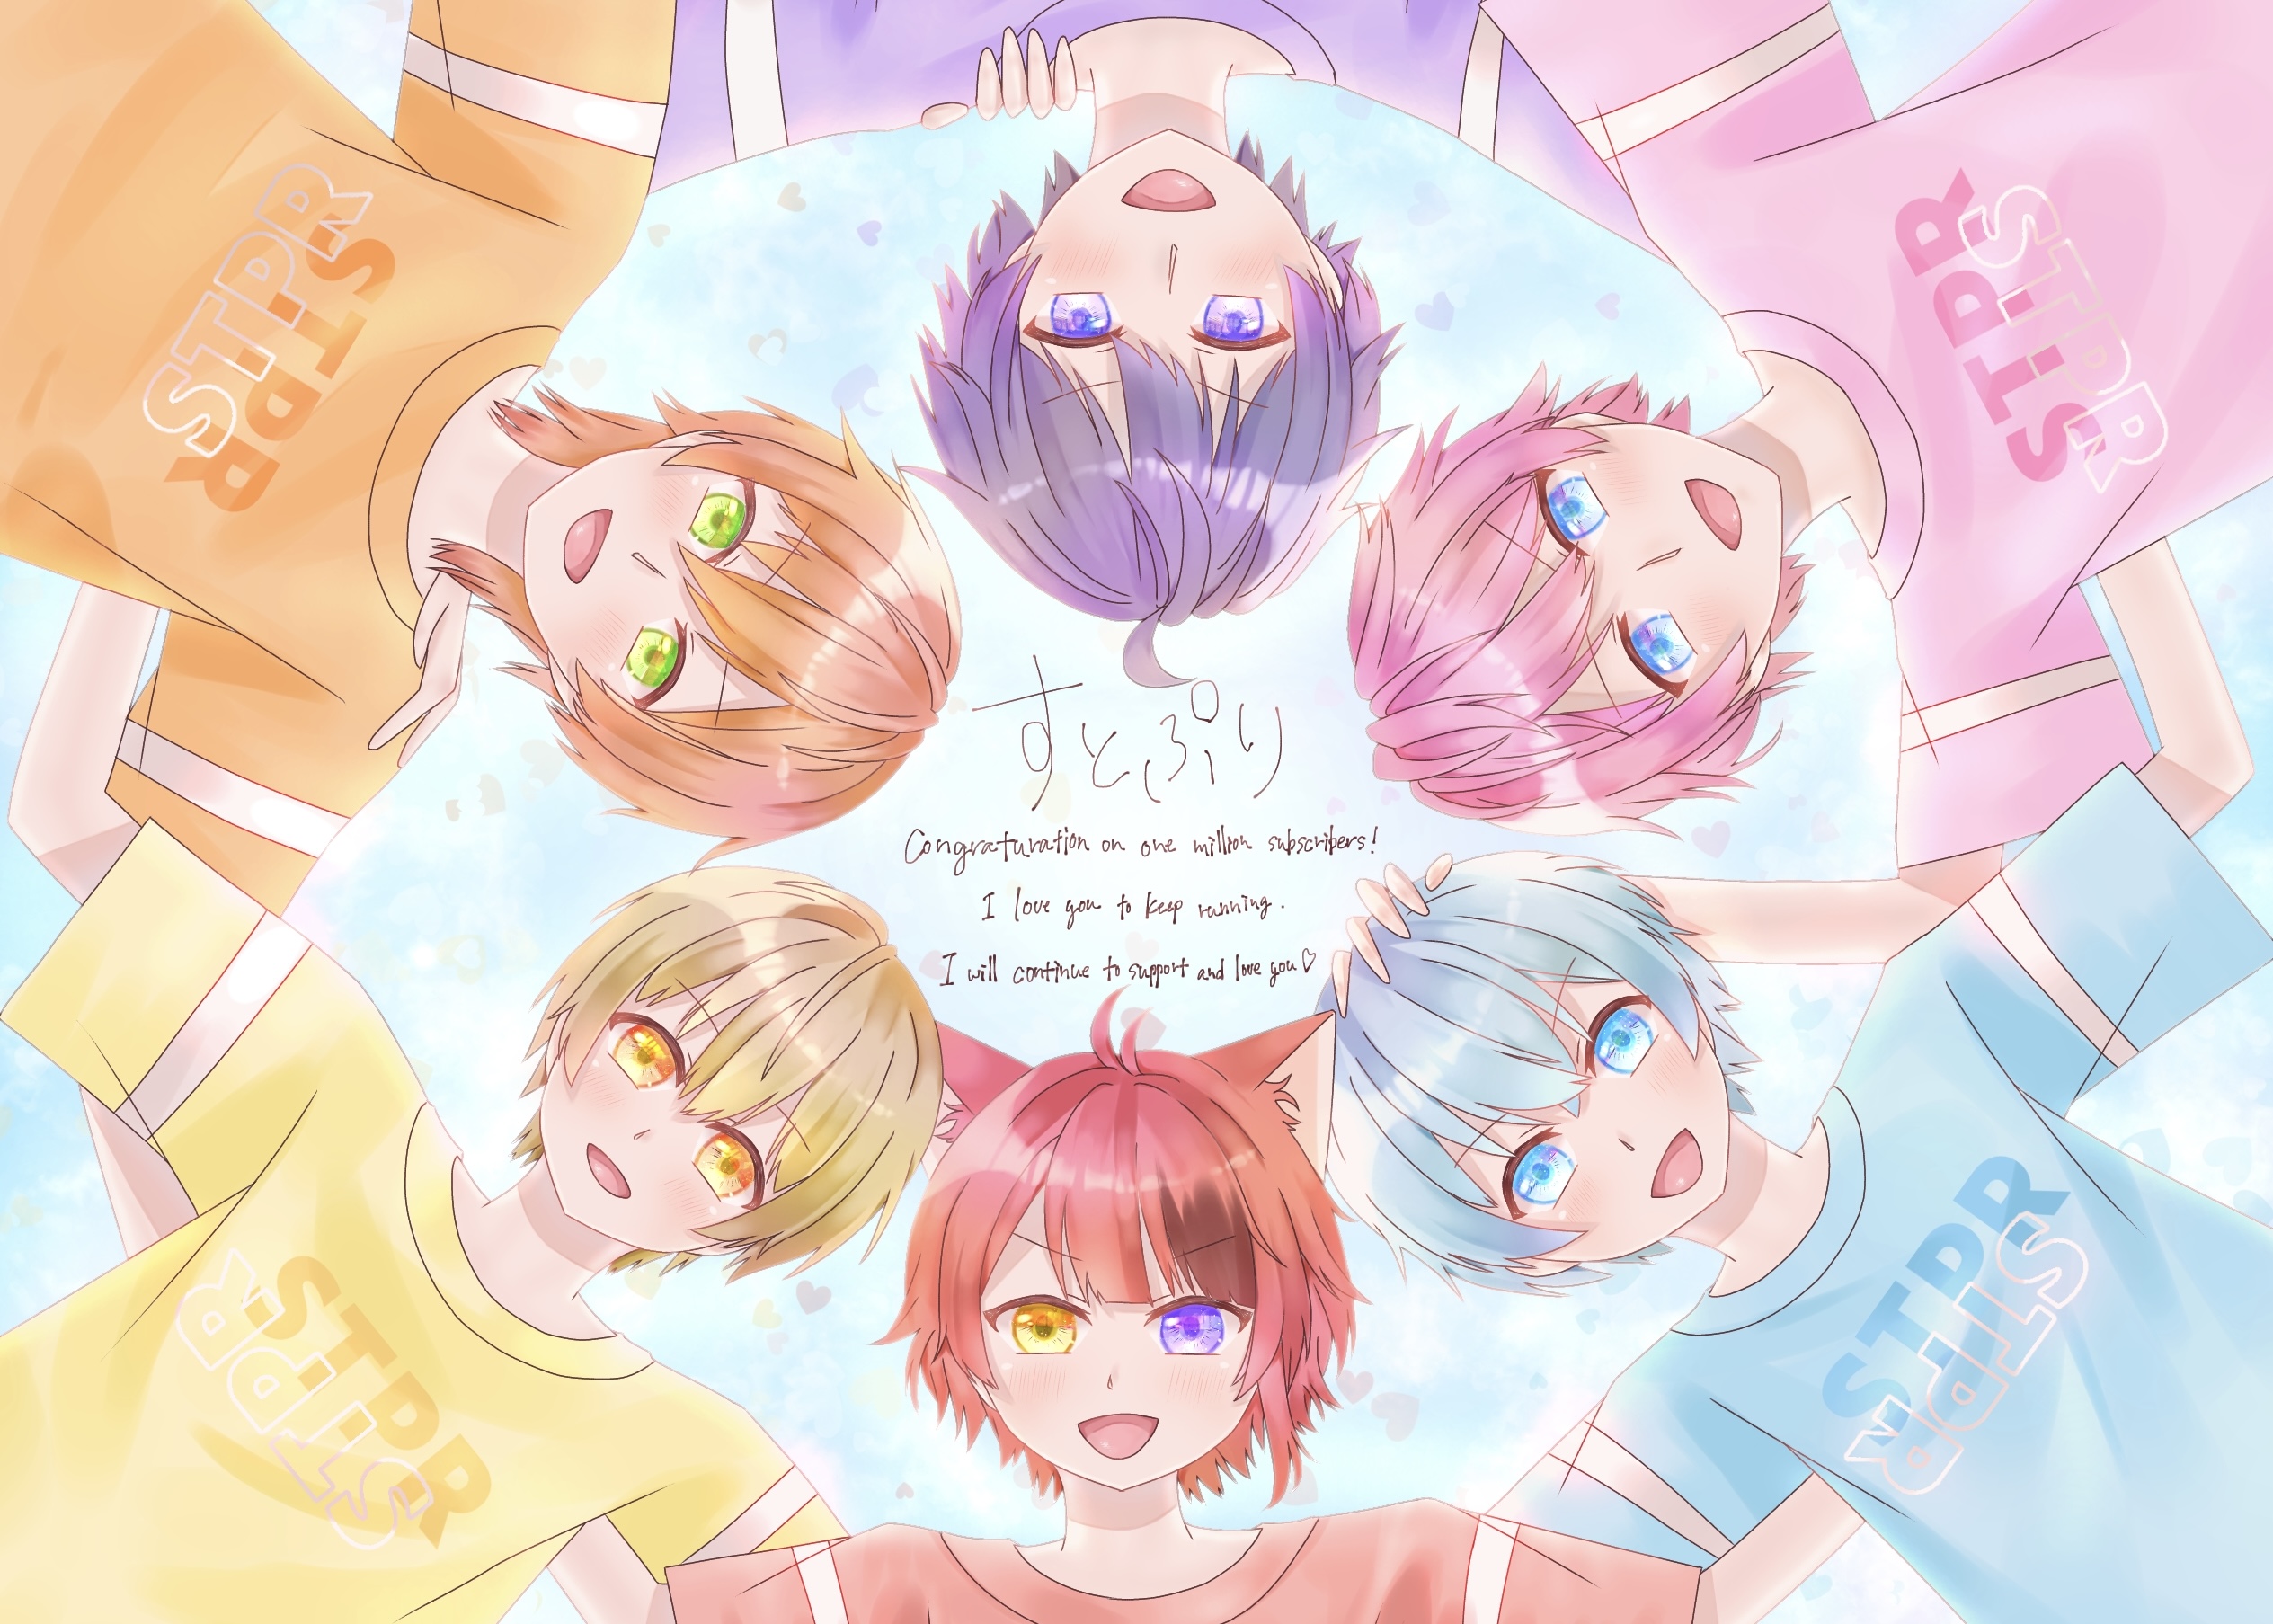 STPR
STPR
STPR
STPR
すとぷり
Congraturation on one million subscribers!
I love you to keep running.
I will continue to support and love you♡
STPR
STPR
STPR
STPR